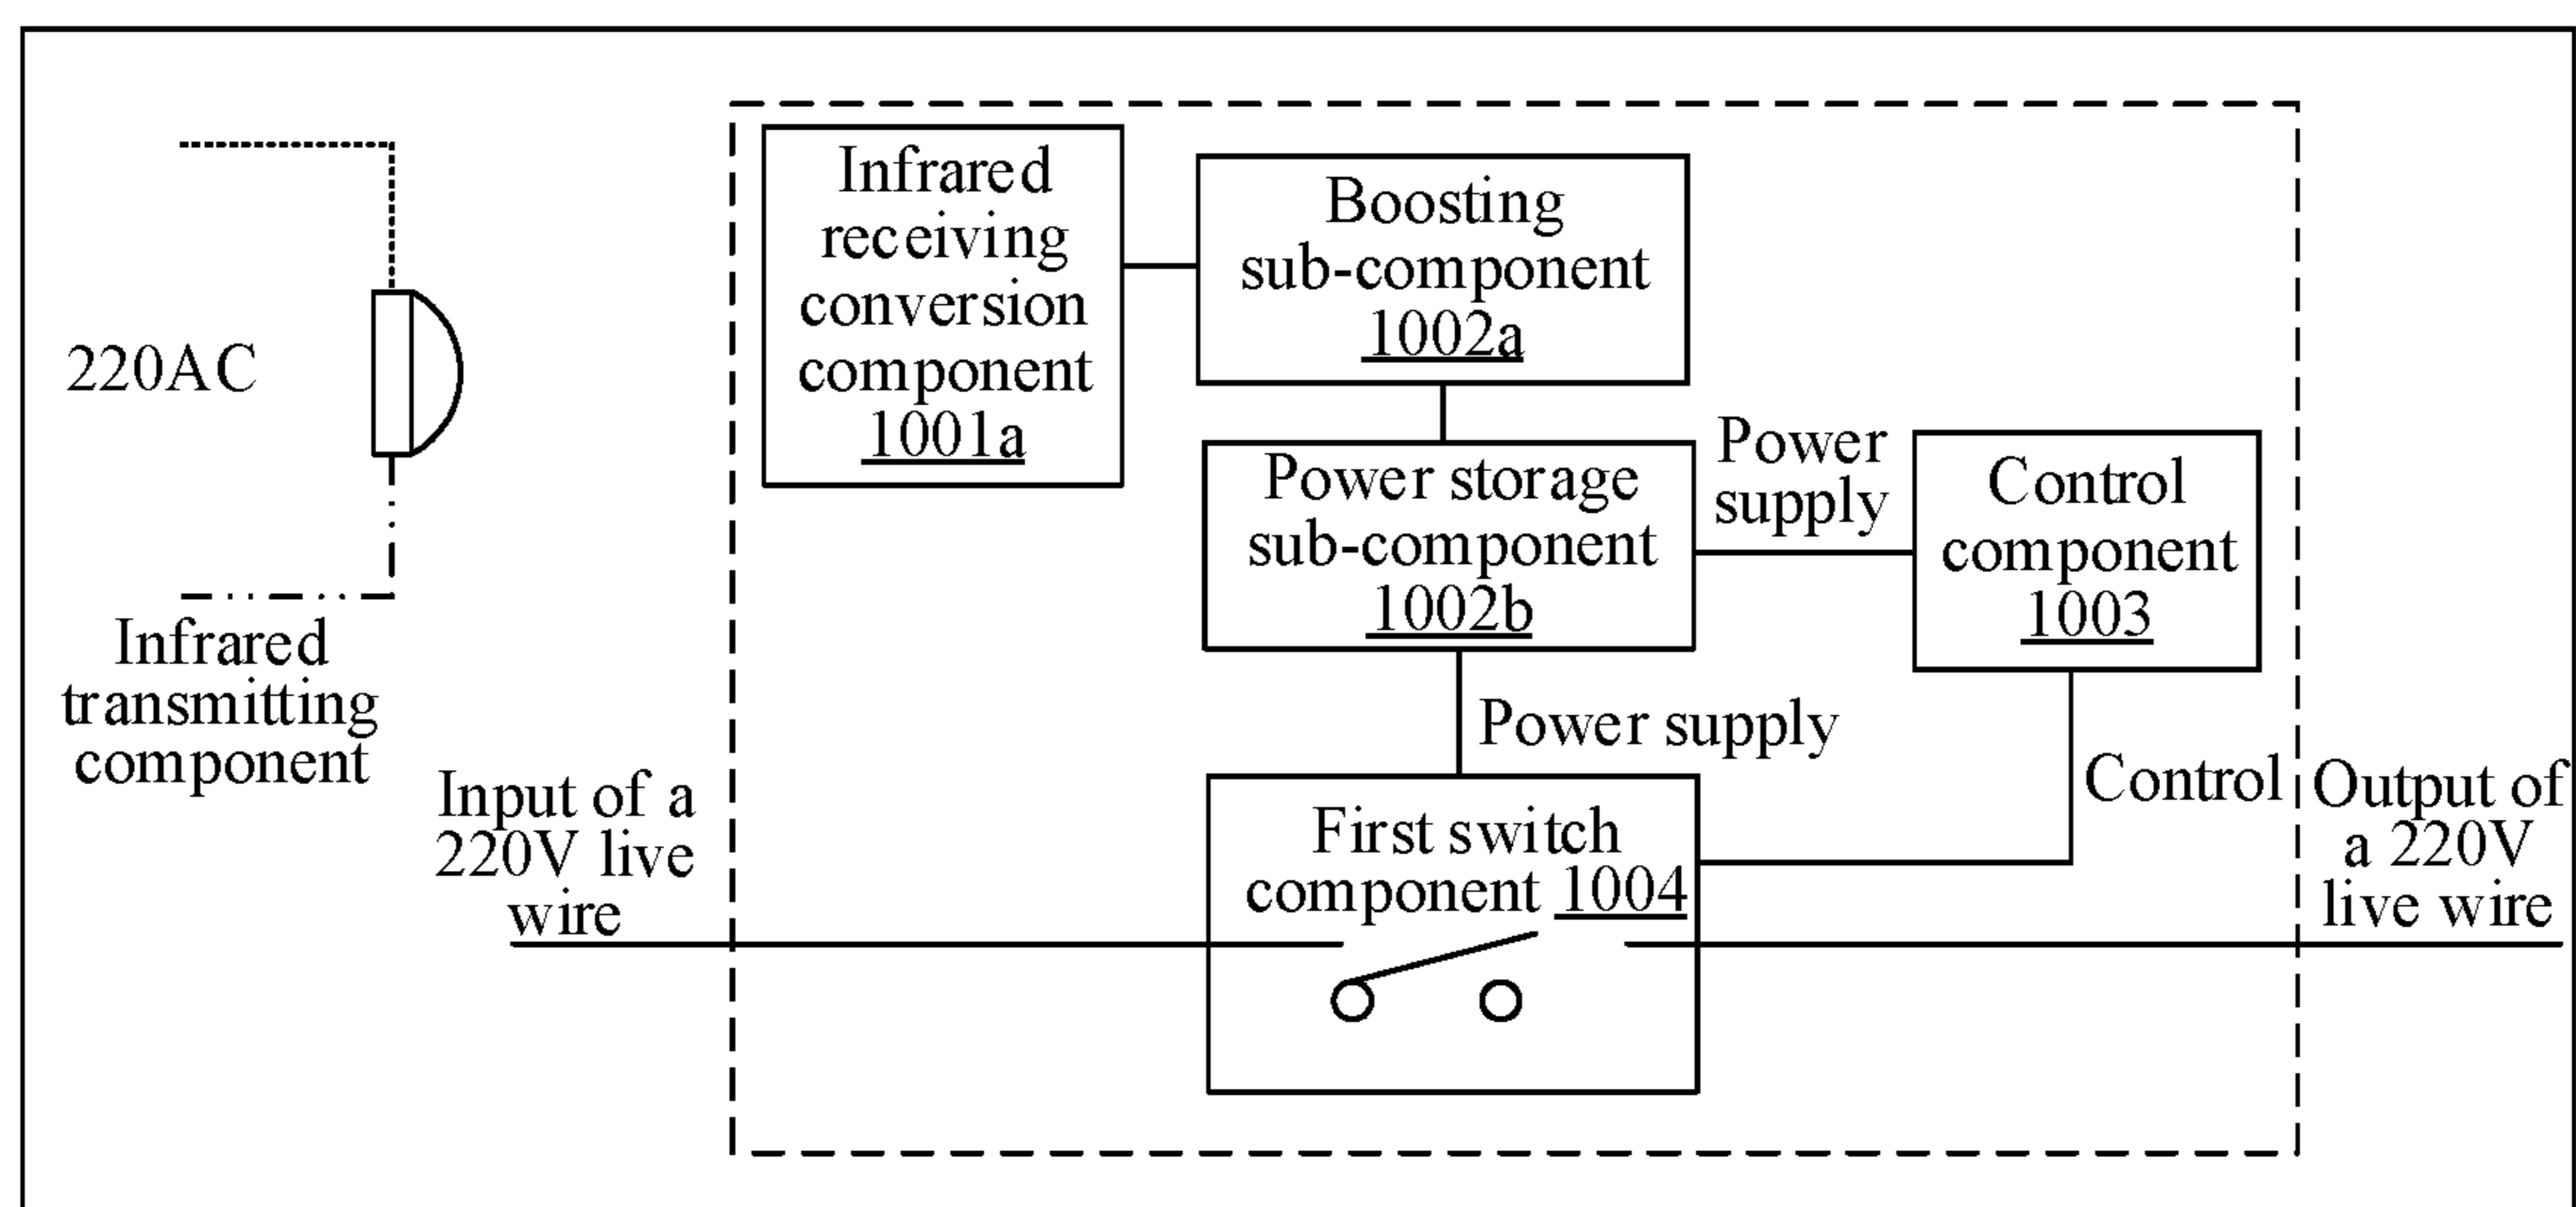 220AC
Infrared
transmitting
component
Infrared
receiving
conversion
component
1001a
Boosting
sub-component
1002a
Power storage
sub-component
1002b
Power
supply
Control
component
1003
Power supply
Control
Input of a
220V live
wire
First switch
component 1004
Output of
a 220V
live wire